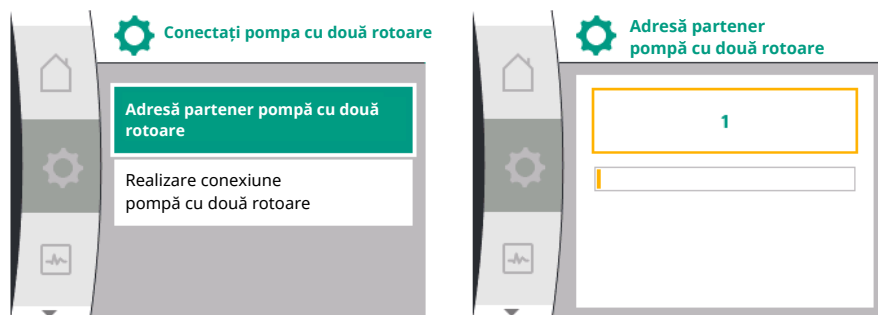 Conectați pompa cu două rotoare
Adresă partener pompă cu două
rotoare
Realizare conexiune
pompă cu două rotoare
Adresă partener
pompă cu două rotoare
1